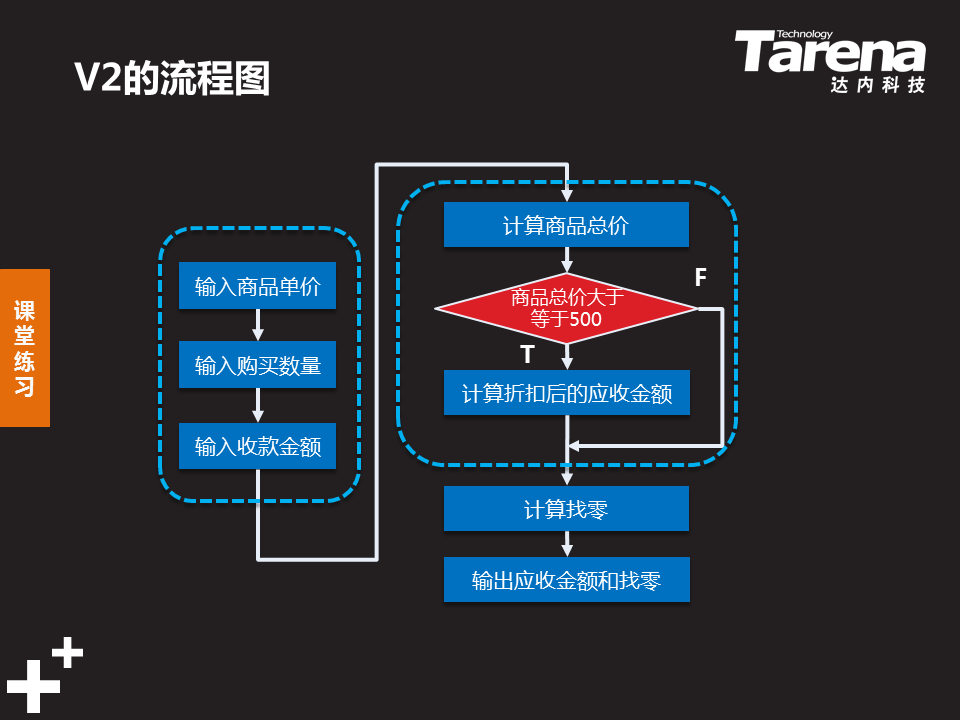 Technology
Tarena
达内科技
V2的流程图
课
堂
练
习
输入商品单价
输入购买数量
输入收款金额
计算商品总价
商品总价大于
等于500
F
T
计算折扣后的应收金额
计算找零
输出应收金额和找零